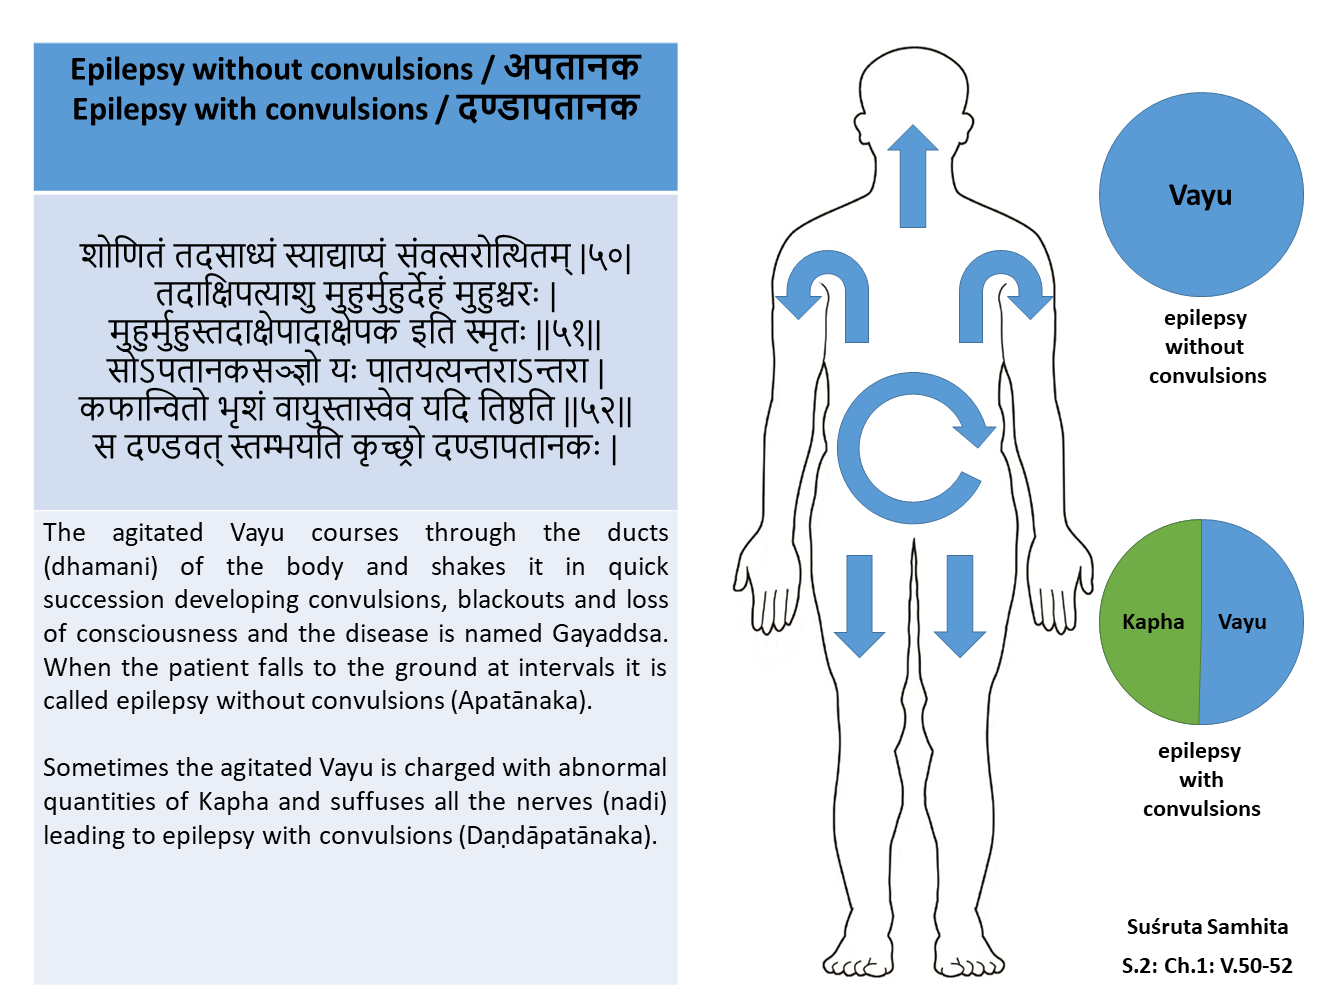 Epilepsy without convulsions / अपतानक
Epilepsy with convulsions / दण्डापतानक
शोणितं तदसाध्यं स्याद्याप्यं संवत्सरोत्थितम् |५०|
तदाक्षिपत्याशु मुहुर्मुहुर्देहं मुहुश्चरः |
मुहुर्मुहुस्तदाक्षेपादाक्षेपक इति स्मृतः ||५१||
सोऽपतानकसञ्ज्ञो यः पातयत्यन्तराऽन्तरा |
कफान्वितो भृशं वायुस्तास्वेव यदि तिष्ठति ||५२||
स दण्डवत् स्तम्भयति कृच्छ्रो दण्डापतानकः |
The agitated Vayu courses through the ducts
(dhamani) of the body and shakes it in quick
succession developing convulsions, blackouts and loss
of consciousness and the disease is named Gayaddsa.
When the patient falls to the ground at intervals it is
called epilepsy without convulsions (Apatānaka).
Sometimes the agitated Vayu is charged with abnormal
quantities of Kapha and suffuses all the nerves (nadi)
leading to epilepsy with convulsions (Daṇdāpatānaka).
Vayu
epilepsy
without
convulsions
Kapha Vayu
epilepsy
with
convulsions
Suśruta Samhita
S.2: Ch.1: V.50-52